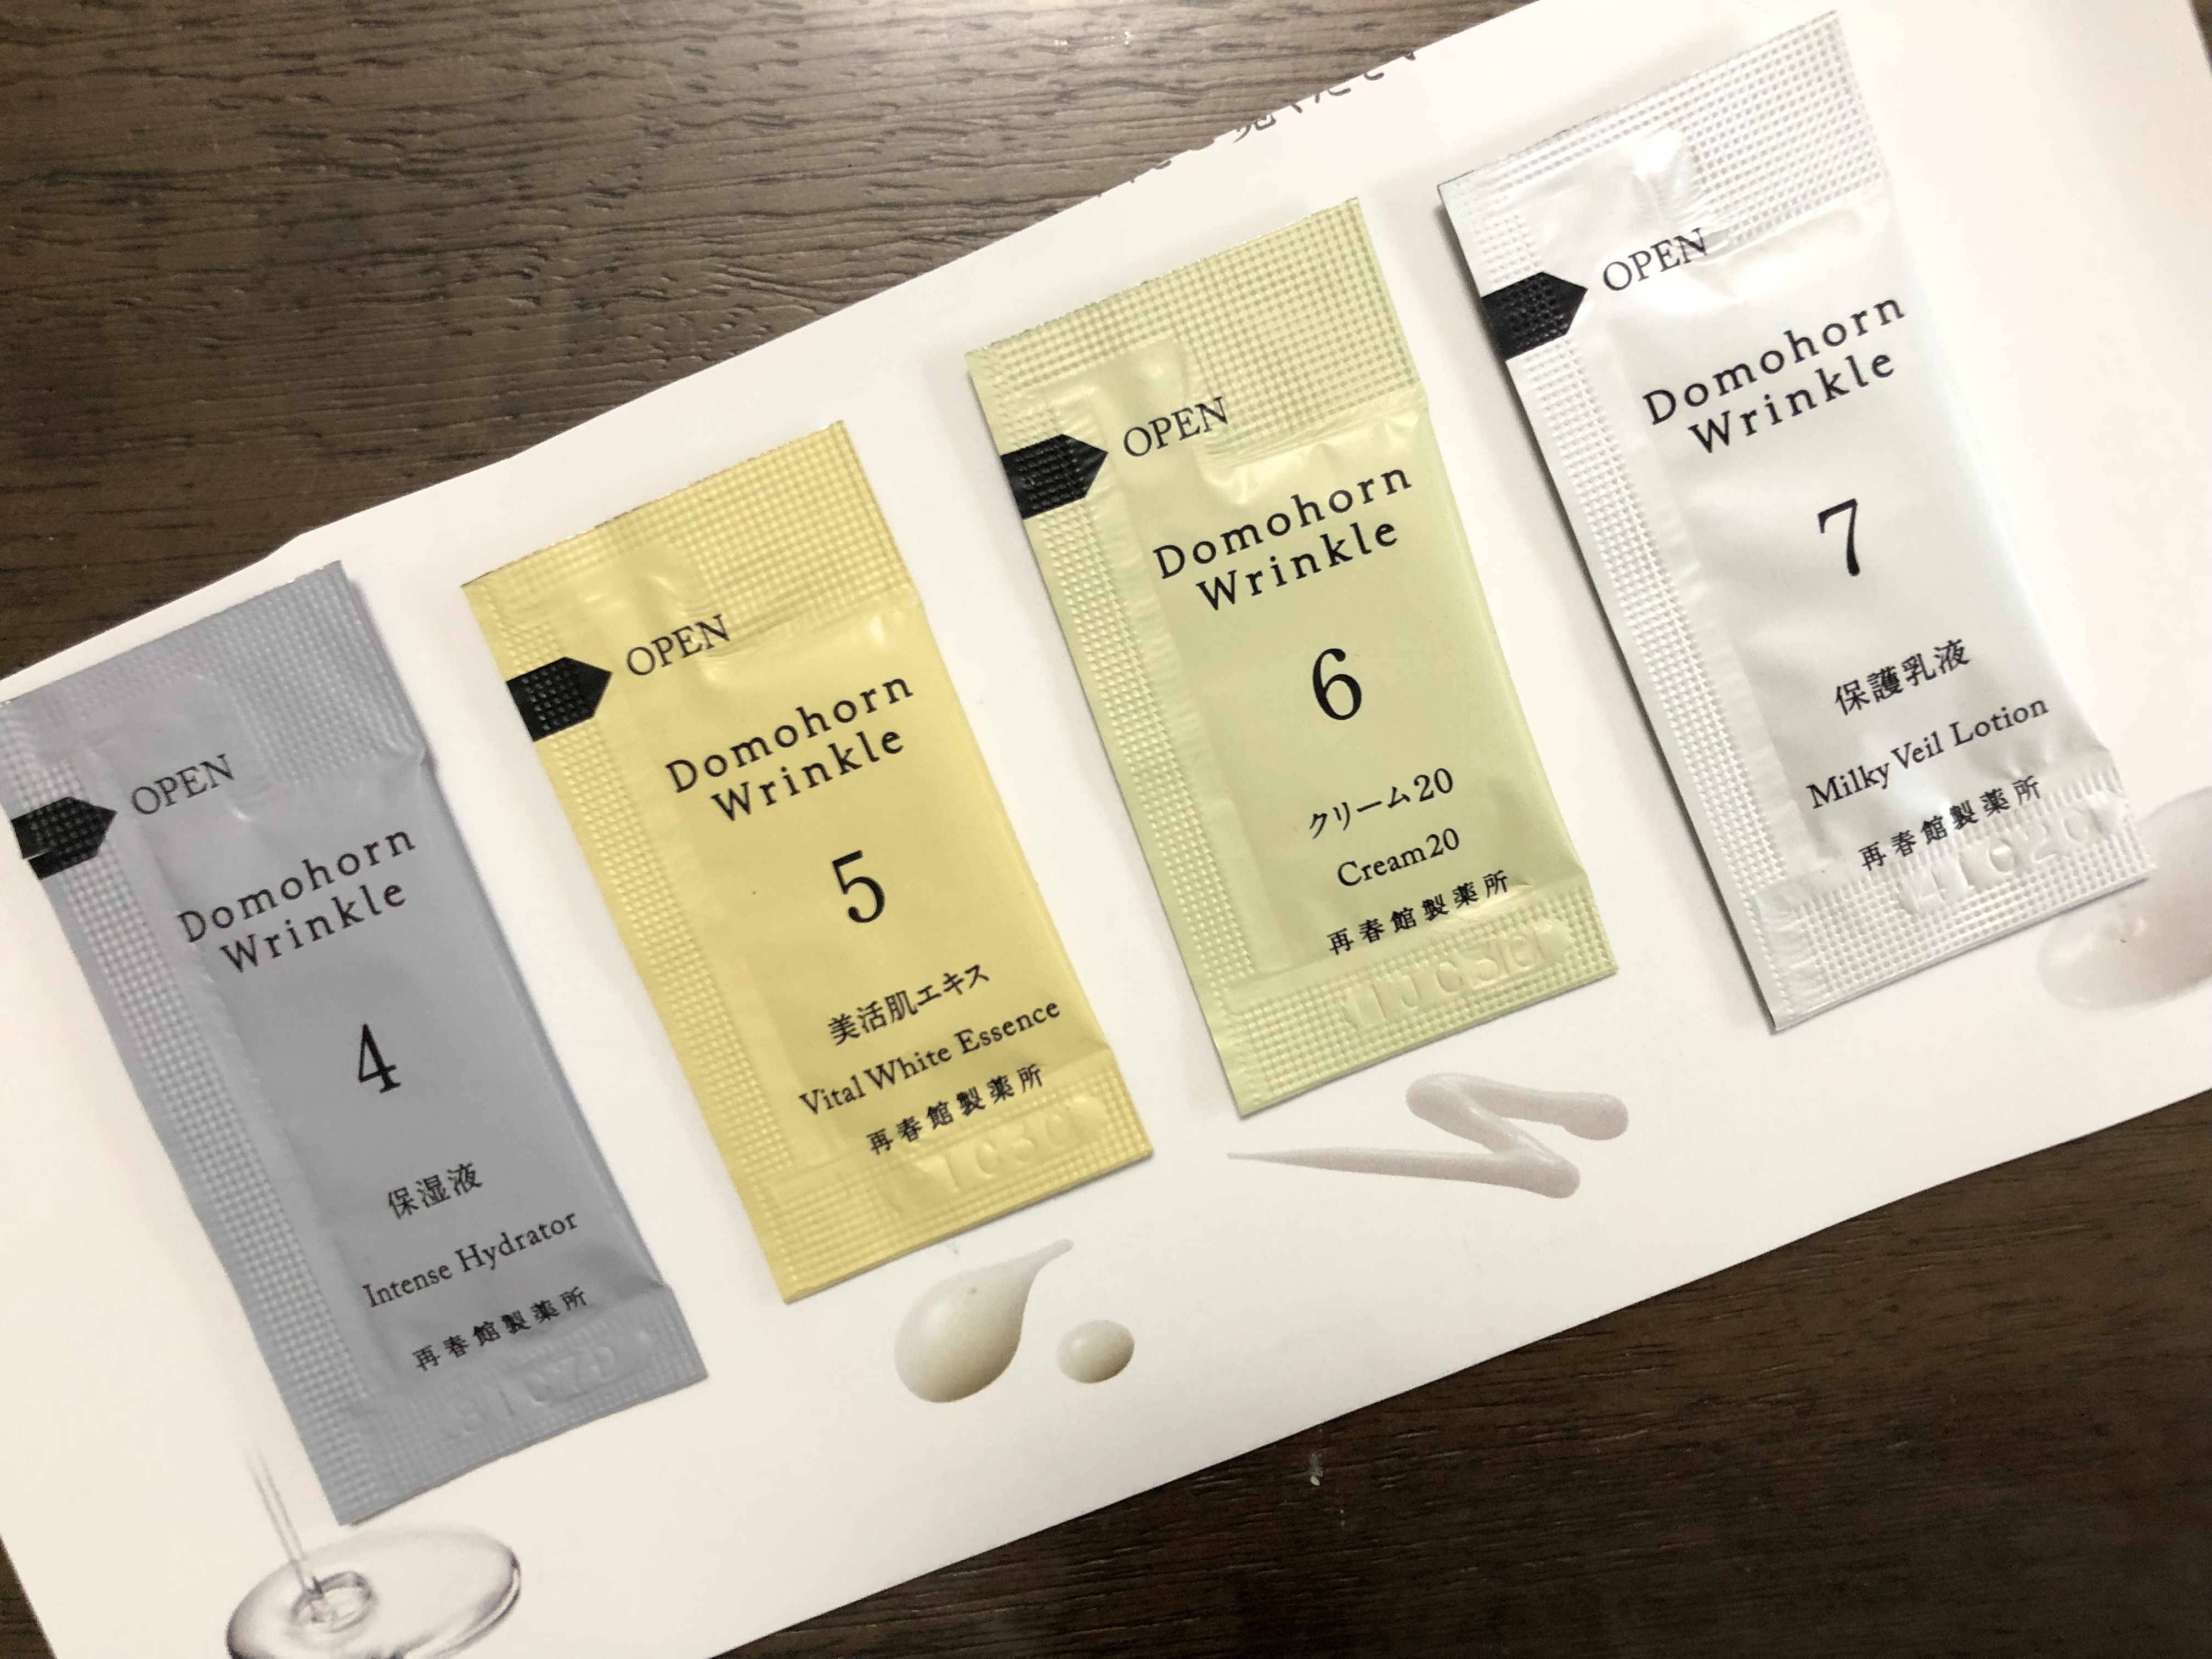 OPEN
Domohorn
Wrinkle
4
保湿液
Intense Hydrator
再春館製薬所
OPEN
Domohorn
Wrinkle
5
美活肌エキス
Vital White Essence
再春館製薬所
OPEN
Domohorn
Wrinkle
6
クリーム20
Cream20
再春館製薬所
OPEN
Domohorn
Wrinkle
7
保護乳液
Milky Veil Lotion
再春館製薬所